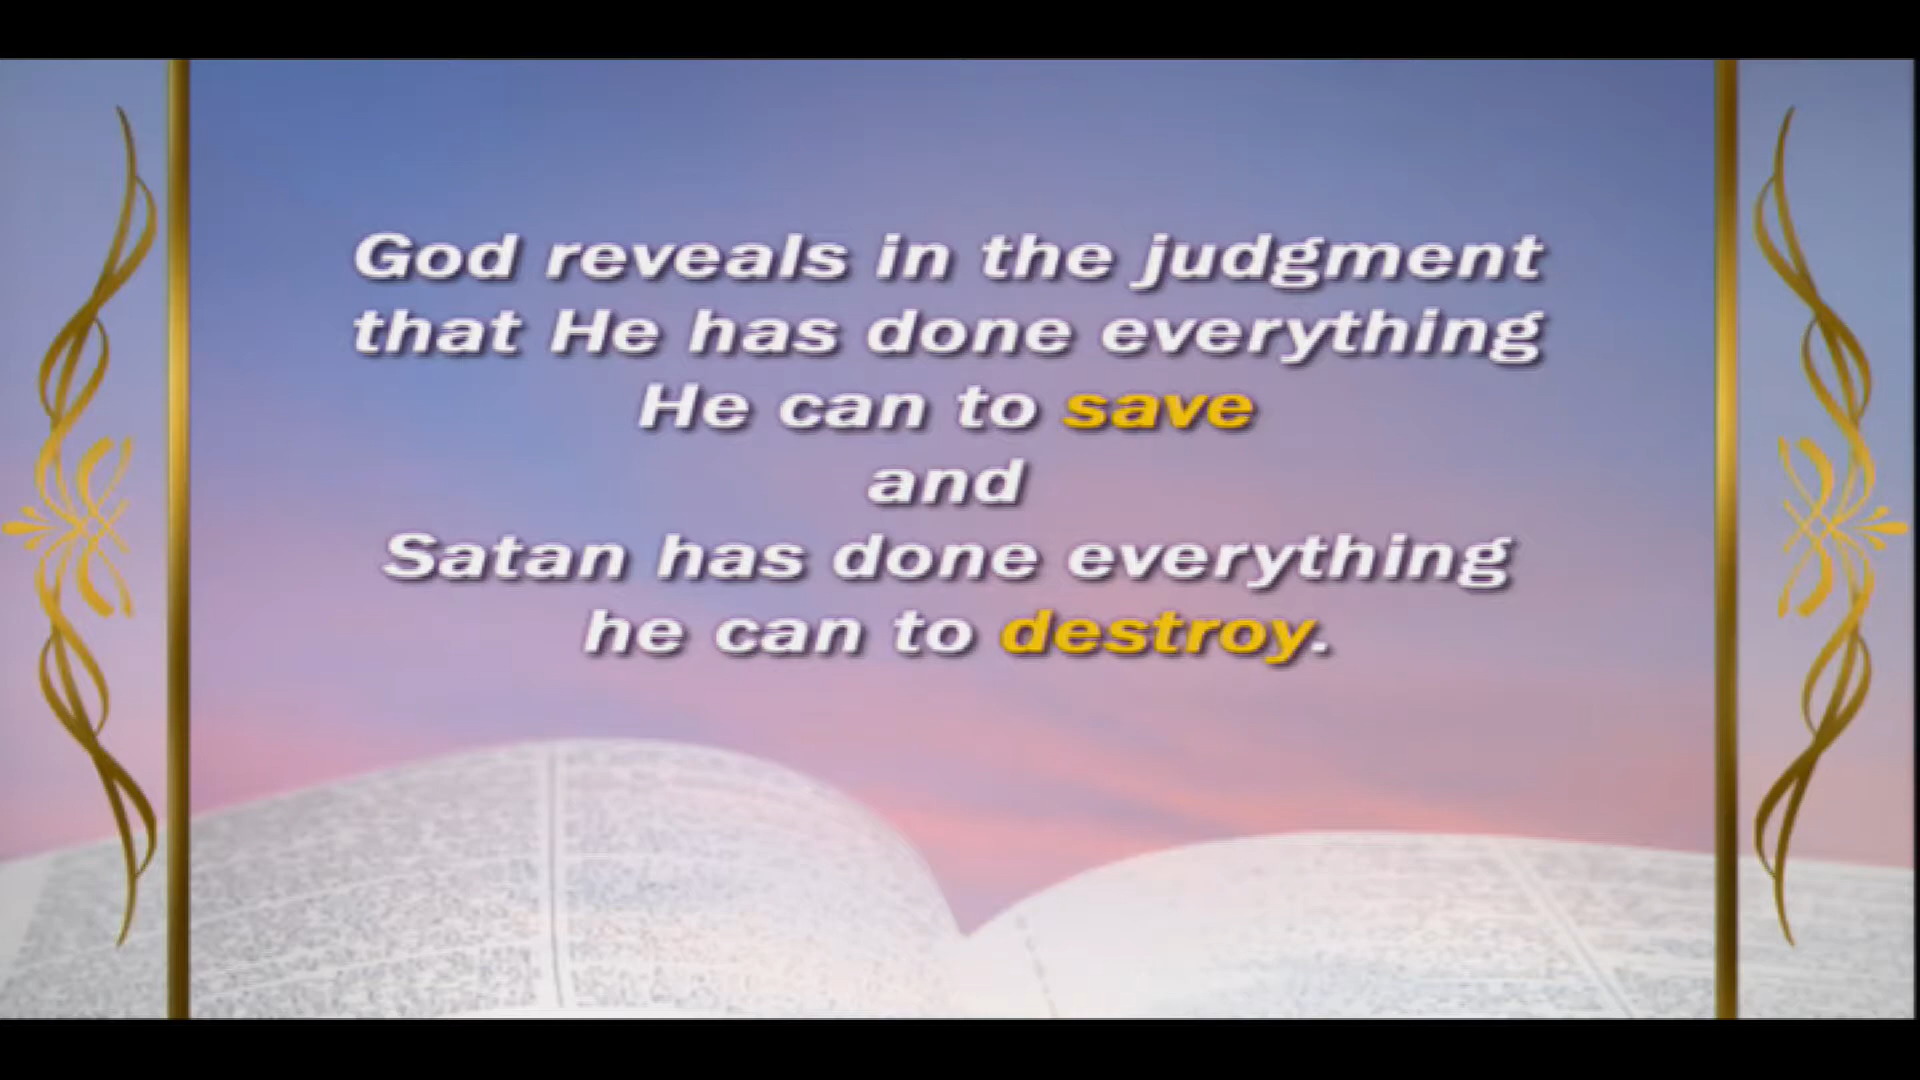 God reveals in the judgment
that He has done everything
He can to save
and
Satan has done everything
he can to destroy.